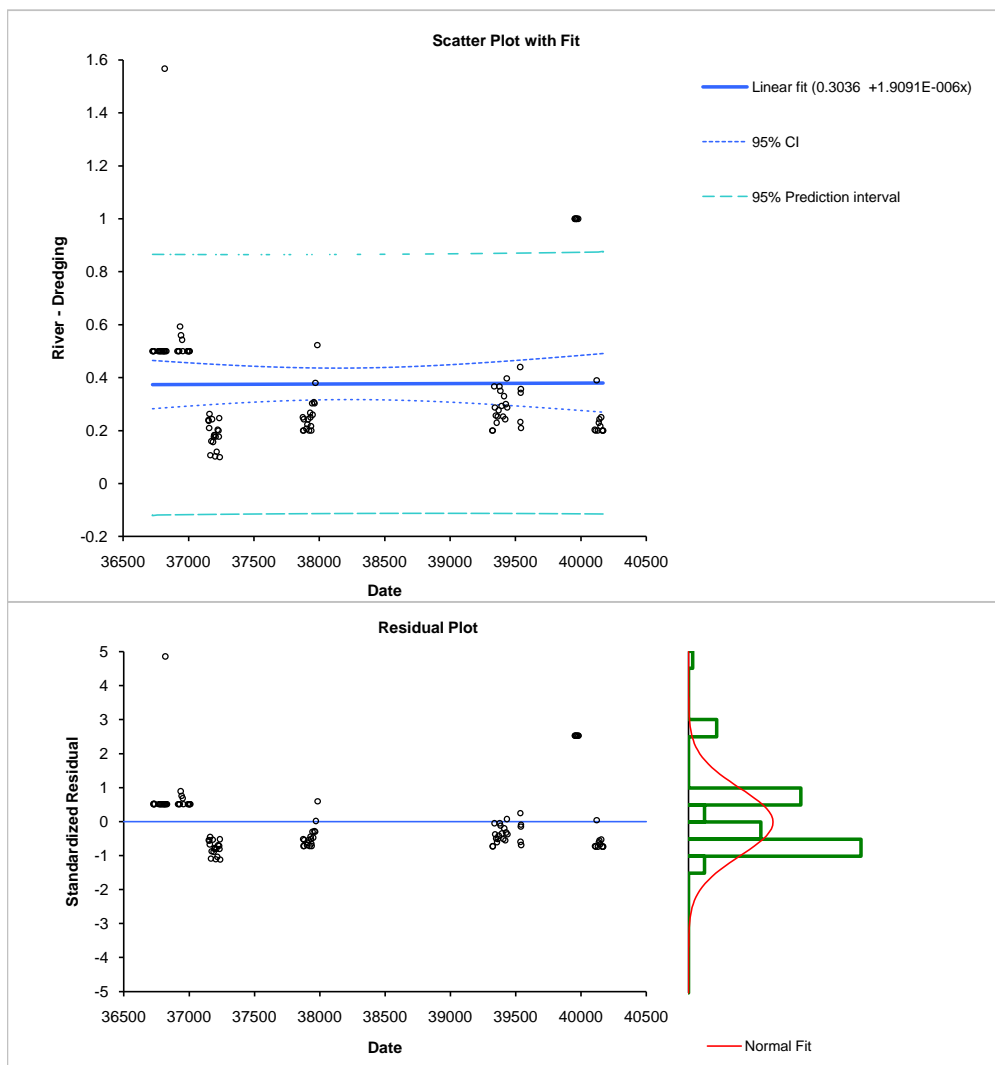 Scatter Plot with Fit
1.6
1.4
1.2
1
0.8
0.6
0.4
0.2
0
-0.2
River - Dredging
36500 37000 37500 38000 38500 39000 39500 40000 40500
Date
Linear fit (0.3036 +1.9091E-006x)
95% CI
95% Prediction interval
Residual Plot
5
4
3
2
1
0
-1
-2
-3
-4
-5
Standardized Residual
36500 37000 37500 38000 38500 39000 39500 40000 40500
Date
Normal Fit